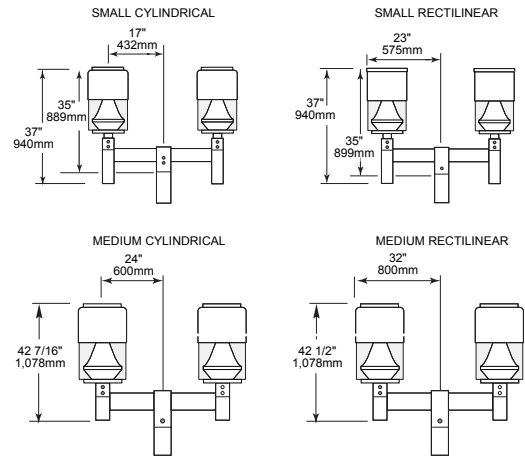 SMALL CYLINDRICAL
17"
432mm
35"
889mm
37"
940mm
SMALL RECTILINEAR
23"
575mm
37"
940mm
35"
899mm
MEDIUM CYLINDRICAL
24"
600mm
42 7/16"
1,078mm
MEDIUM RECTILINEAR
32"
800mm
42 1/2"
1,078mm